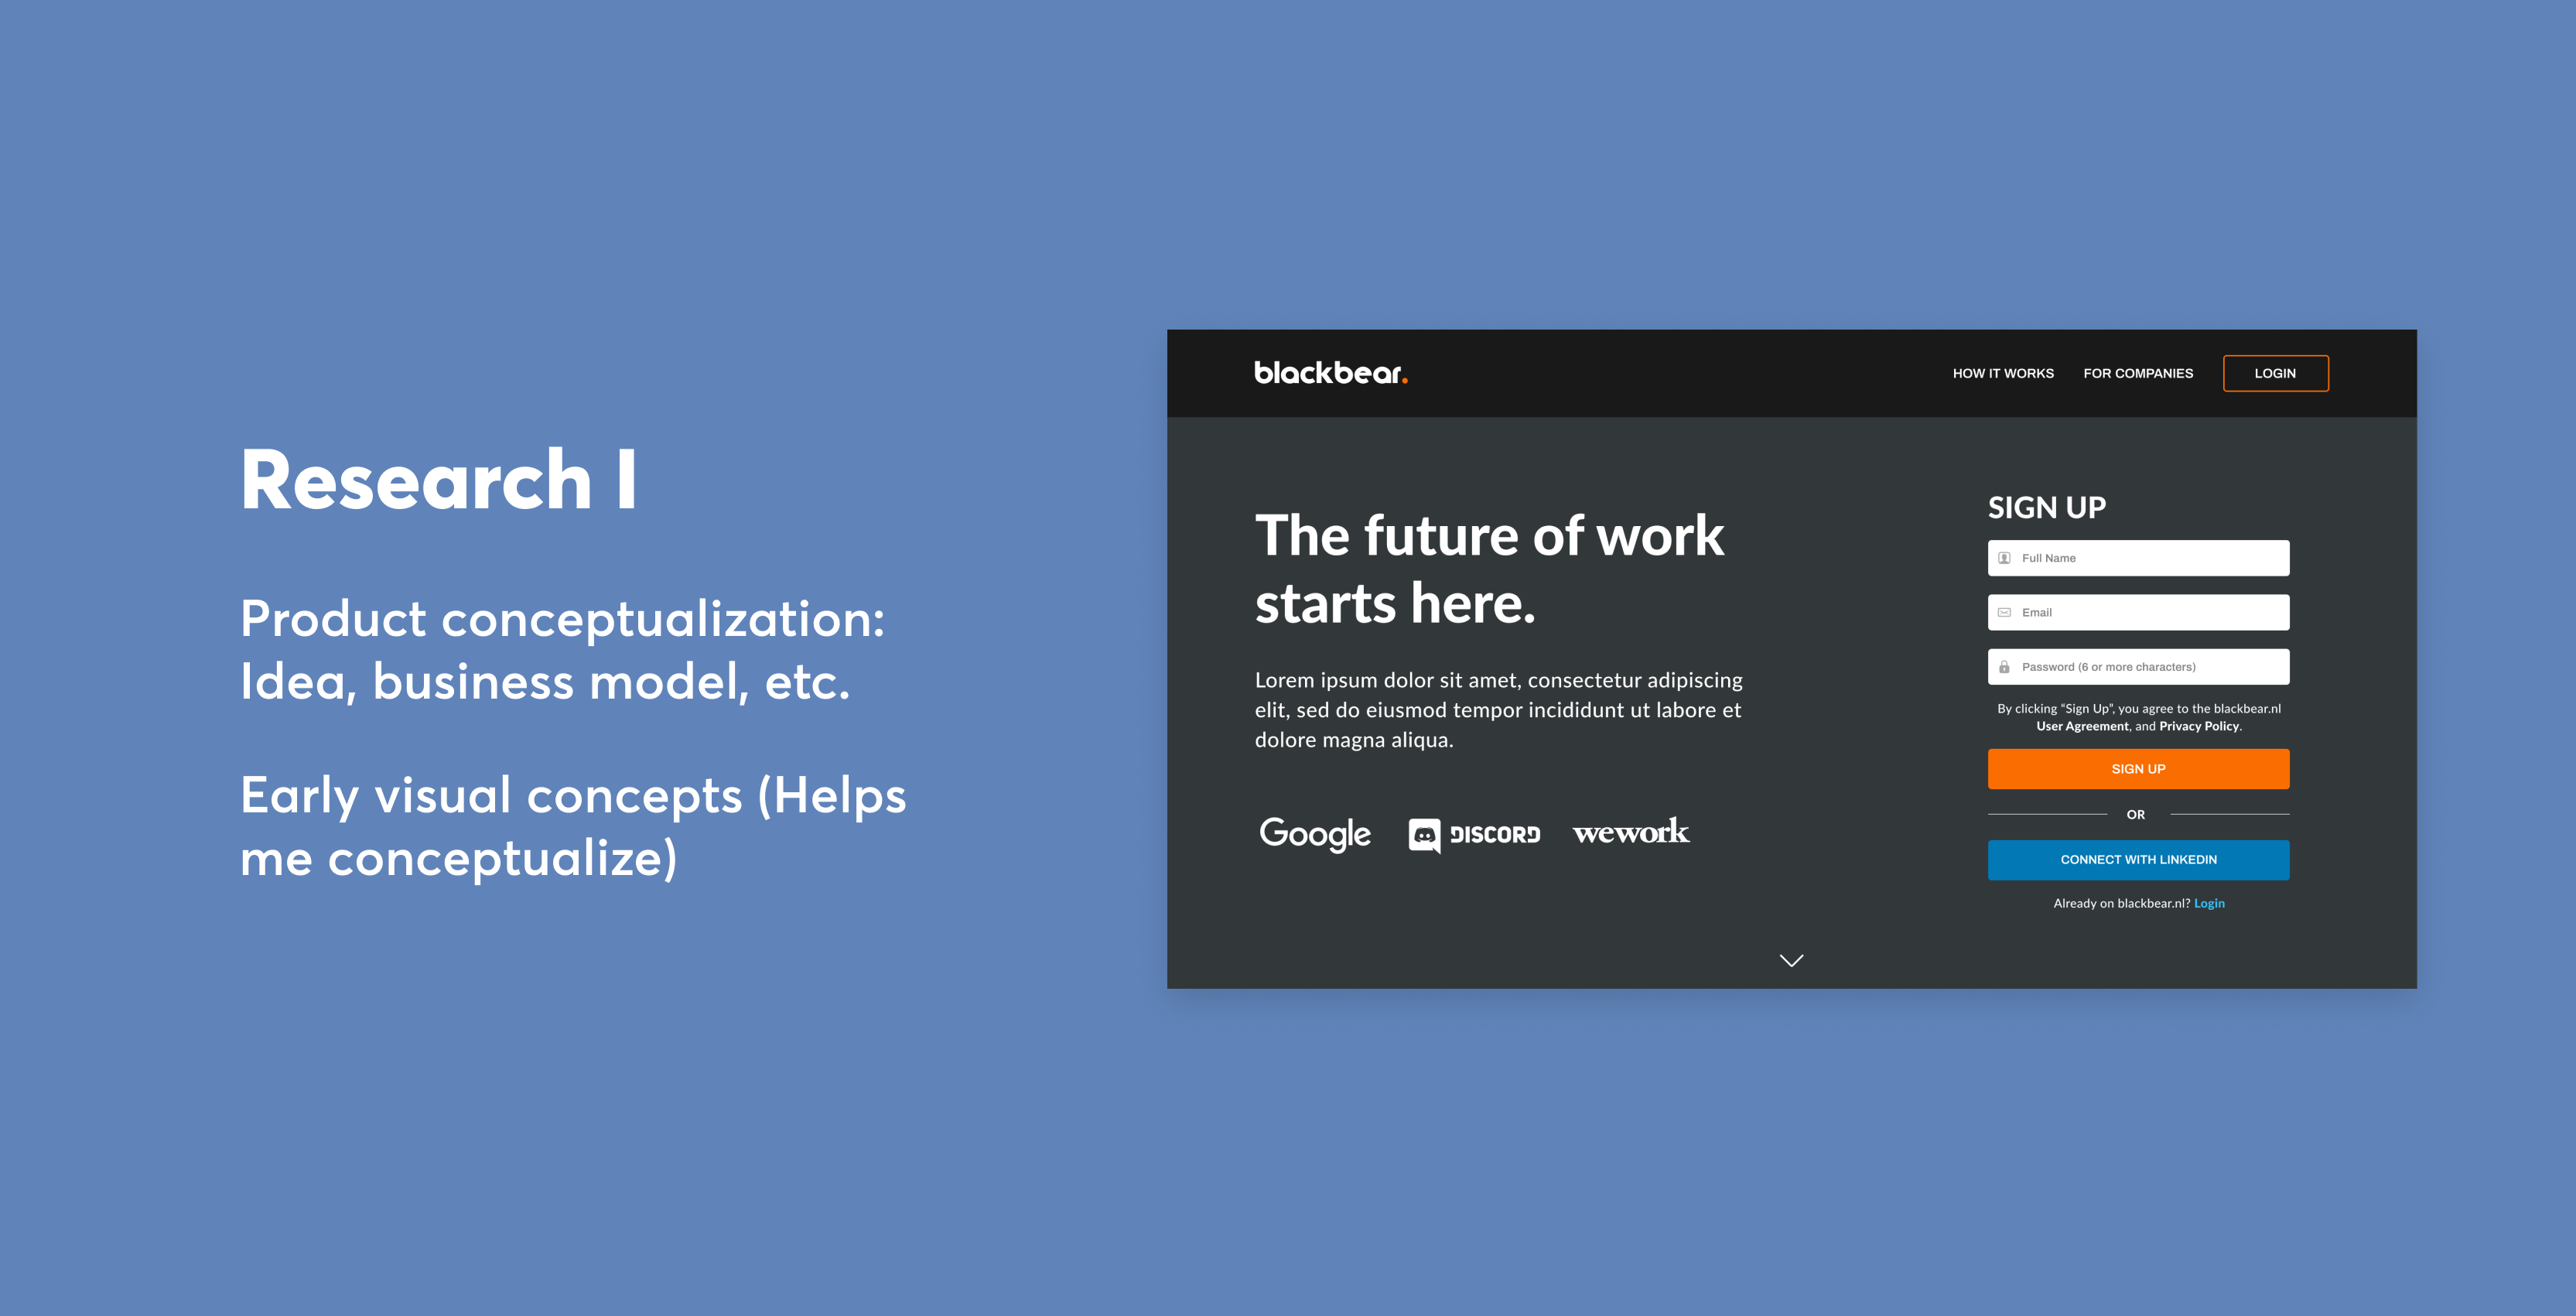 Research I
Product conceptualization:
Idea, business model, etc.
Early visual concepts (Helps
me conceptualize)
blackbear.
HOW IT WORKS
FOR COMPANIES
LOGIN
The future of work
starts here.
Lorem ipsum dolor sit amet, consectetur adipiscing
elit, sed do eiusmod tempor incididunt ut labore et
dolore magna aliqua.
Google
DISCORD
wework
SIGN UP
Full Name
Email
Password (6 or more characters)
By clicking “Sign Up”, you agree to the blackbear.nl
User Agreement, and Privacy Policy.
SIGN UP
OR
CONNECT WITH LINKEDIN
Already on blackbear.nl? Login